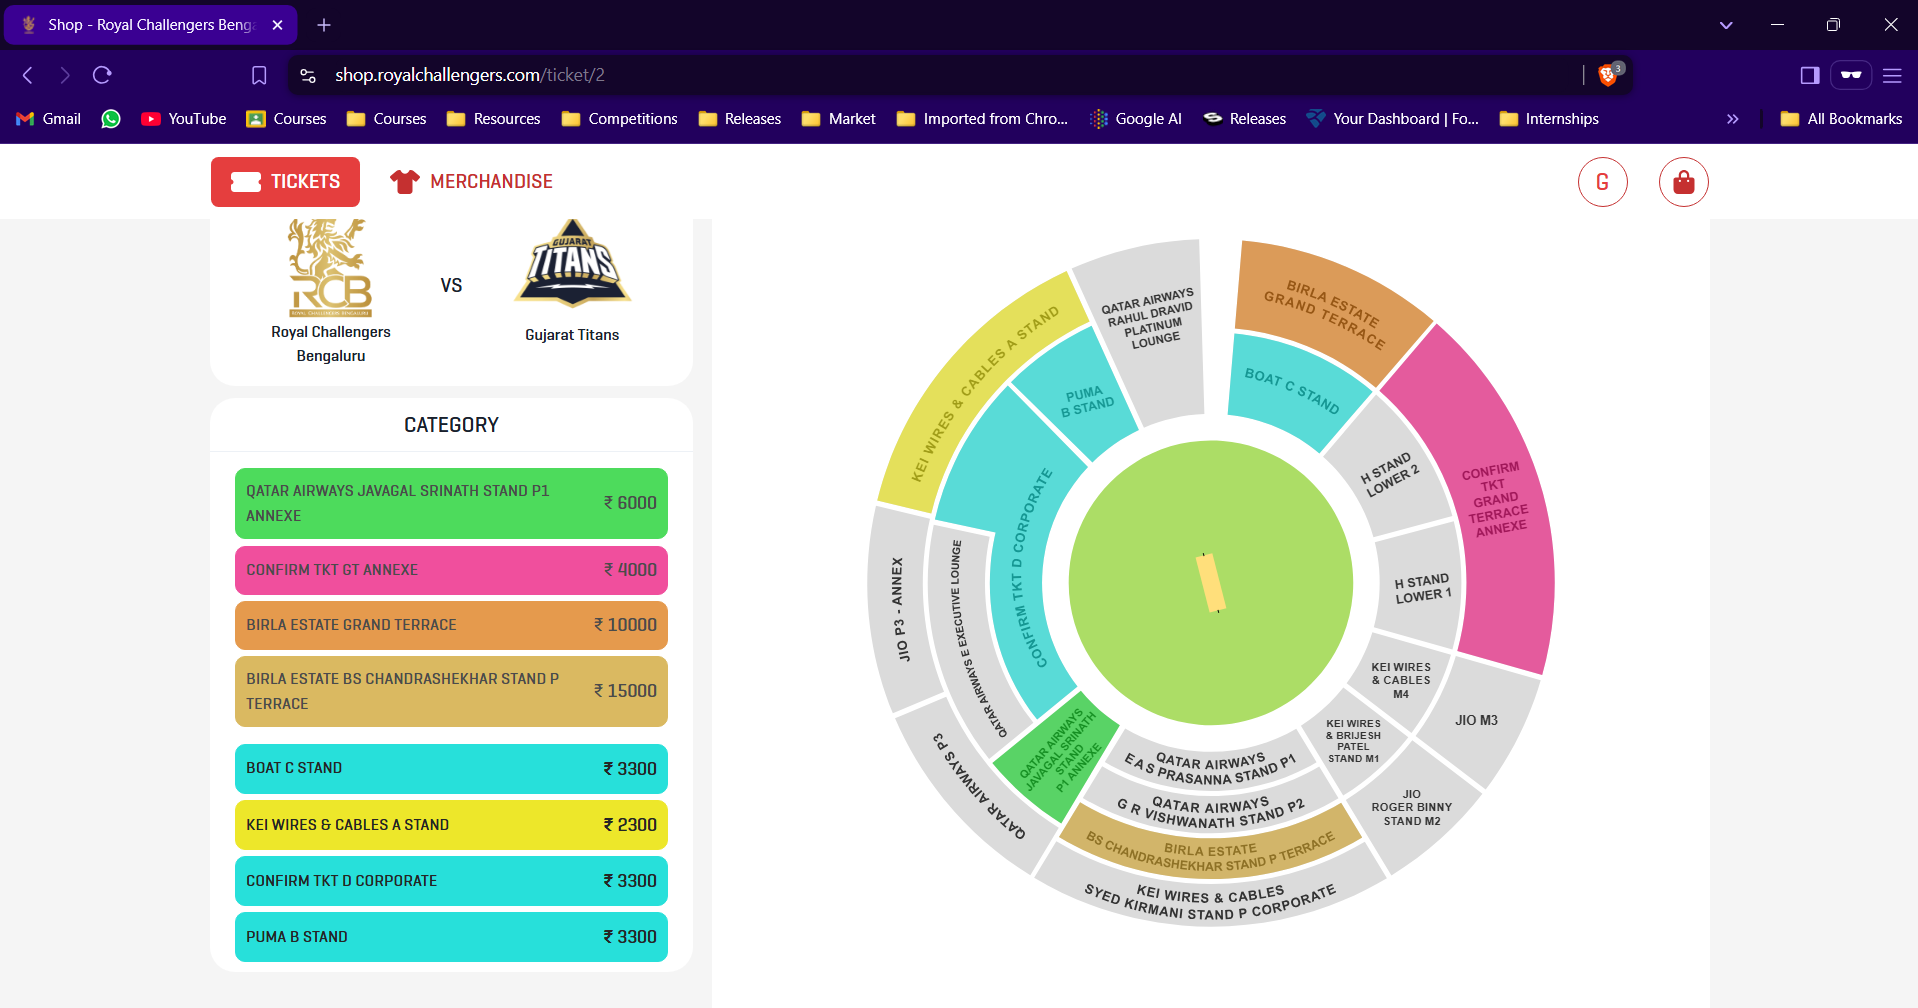 Shop - Royal Challengers Beng
shop.royalchallengers.com/ticket/2
3
Gmail
YouTube
Courses
Courses
Resources
Competitions
Releases
Market
Imported from Chro...
Google AI
Releases
Your Dashboard | Fo...
Internships
All Bookmarks
TICKETS
MERCHANDISE
G
RCB
VS
GUJARAT
TITANS
Royal Challengers
Bengaluru
Gujarat Titans
CATEGORY
QATAR AIRWAYS JAVAGAL SRINATH STAND P1
ANNEXE
₹ 6000
CONFIRM TKT GT ANNEXE
₹ 4000
BIRLA ESTATE GRAND TERRACE
₹ 10000
BIRLA ESTATE BS CHANDRASHEKHAR STAND P
TERRACE
₹ 15000
BOAT C STAND
₹ 3300
KEI WIRES & CABLES A STAND
₹ 2300
CONFIRM TKT D CORPORATE
₹ 3300
PUMA B STAND
₹ 3300
QATAR AIRWAYS
RAHUL DRAVID
PLATINUM
LOUNGE
BIRLA ESTATE
GRAND TERRACE
KEI WIRES & CABLES A STAND
PUMA
B STAND
BOAT C STAND
H STAND
LOWER 2
CONFIRM
TKT
GRAND
TERRACE
ANNEXE
CONFIRM TKT D CORPORATE
JIO P3 - ANNEX
QATAR AIRWAYS E EXECUTIVE LOUNGE
H STAND
LOWER 1
KEI WIRES
& CABLES
M4
JIO M3
KEI WIRES
& BRIJESH
PATEL
STAND M1
JIO
ROGER BINNY
STAND M2
QATAR AIRWAYS P3
QATAR AIRWAYS
JAVAGAL SRINATH
STAND
P1 ANNEXE
QATAR AIRWAYS
E A S PRASANNA STAND P1
QATAR AIRWAYS
G R VISHWANATH STAND P2
BIRLA ESTATE
BS CHANDRASHEKHAR STAND P TERRACE
KEI WIRES & CABLES
SYED KIRMANI STAND P CORPORATE